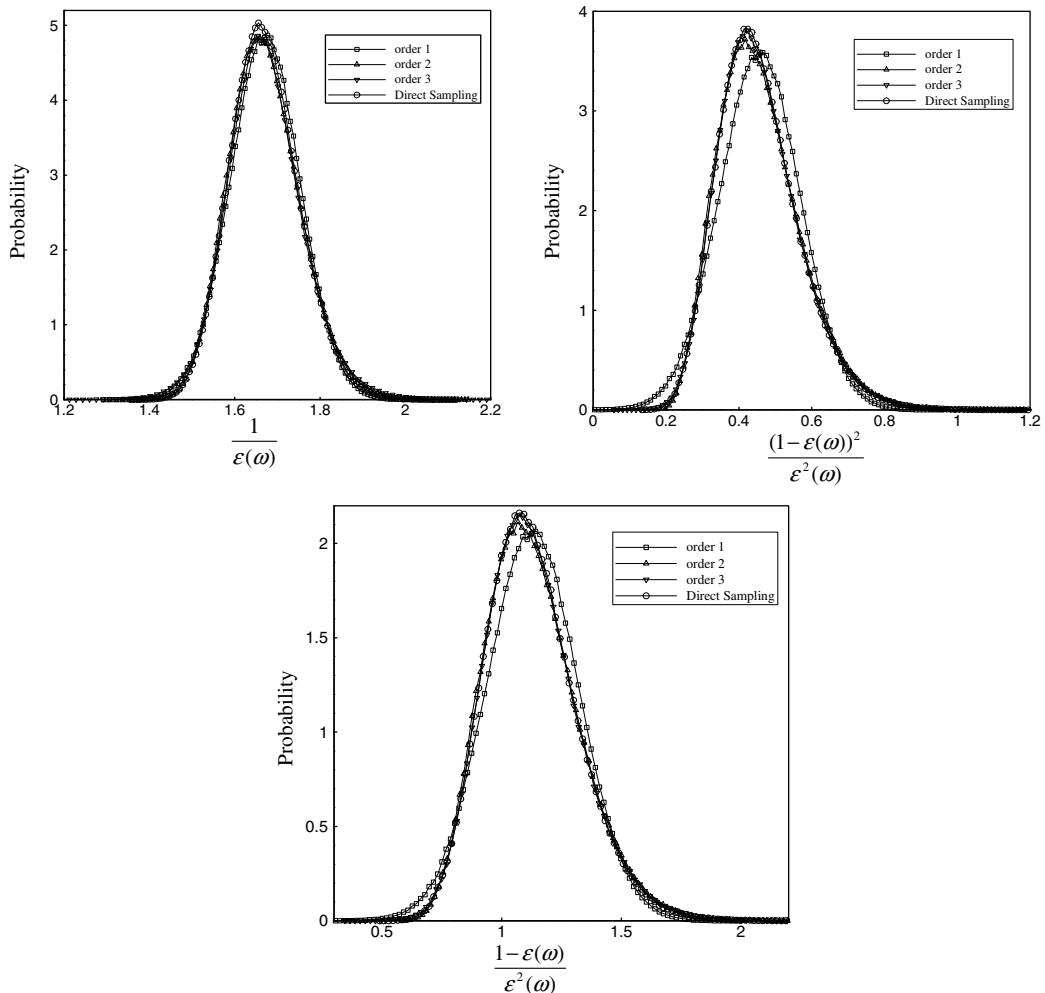 5
4
3
2
1
0
Probability
1.2
1.4
1.6
1.8
2
2.2
1
ε(ω)
order 1
order 2
order 3
Direct Sampling
4
3
2
1
0
Probability
0
0.2
0.4
0.6
0.8
1
1.2
(1−ε(ω))²
ε²(ω)
order 1
order 2
order 3
Direct Sampling
2
1.5
1
0.5
0
Probability
0.5
1
1.5
2
1−ε(ω)
ε²(ω)
order 1
order 2
order 3
Direct Sampling